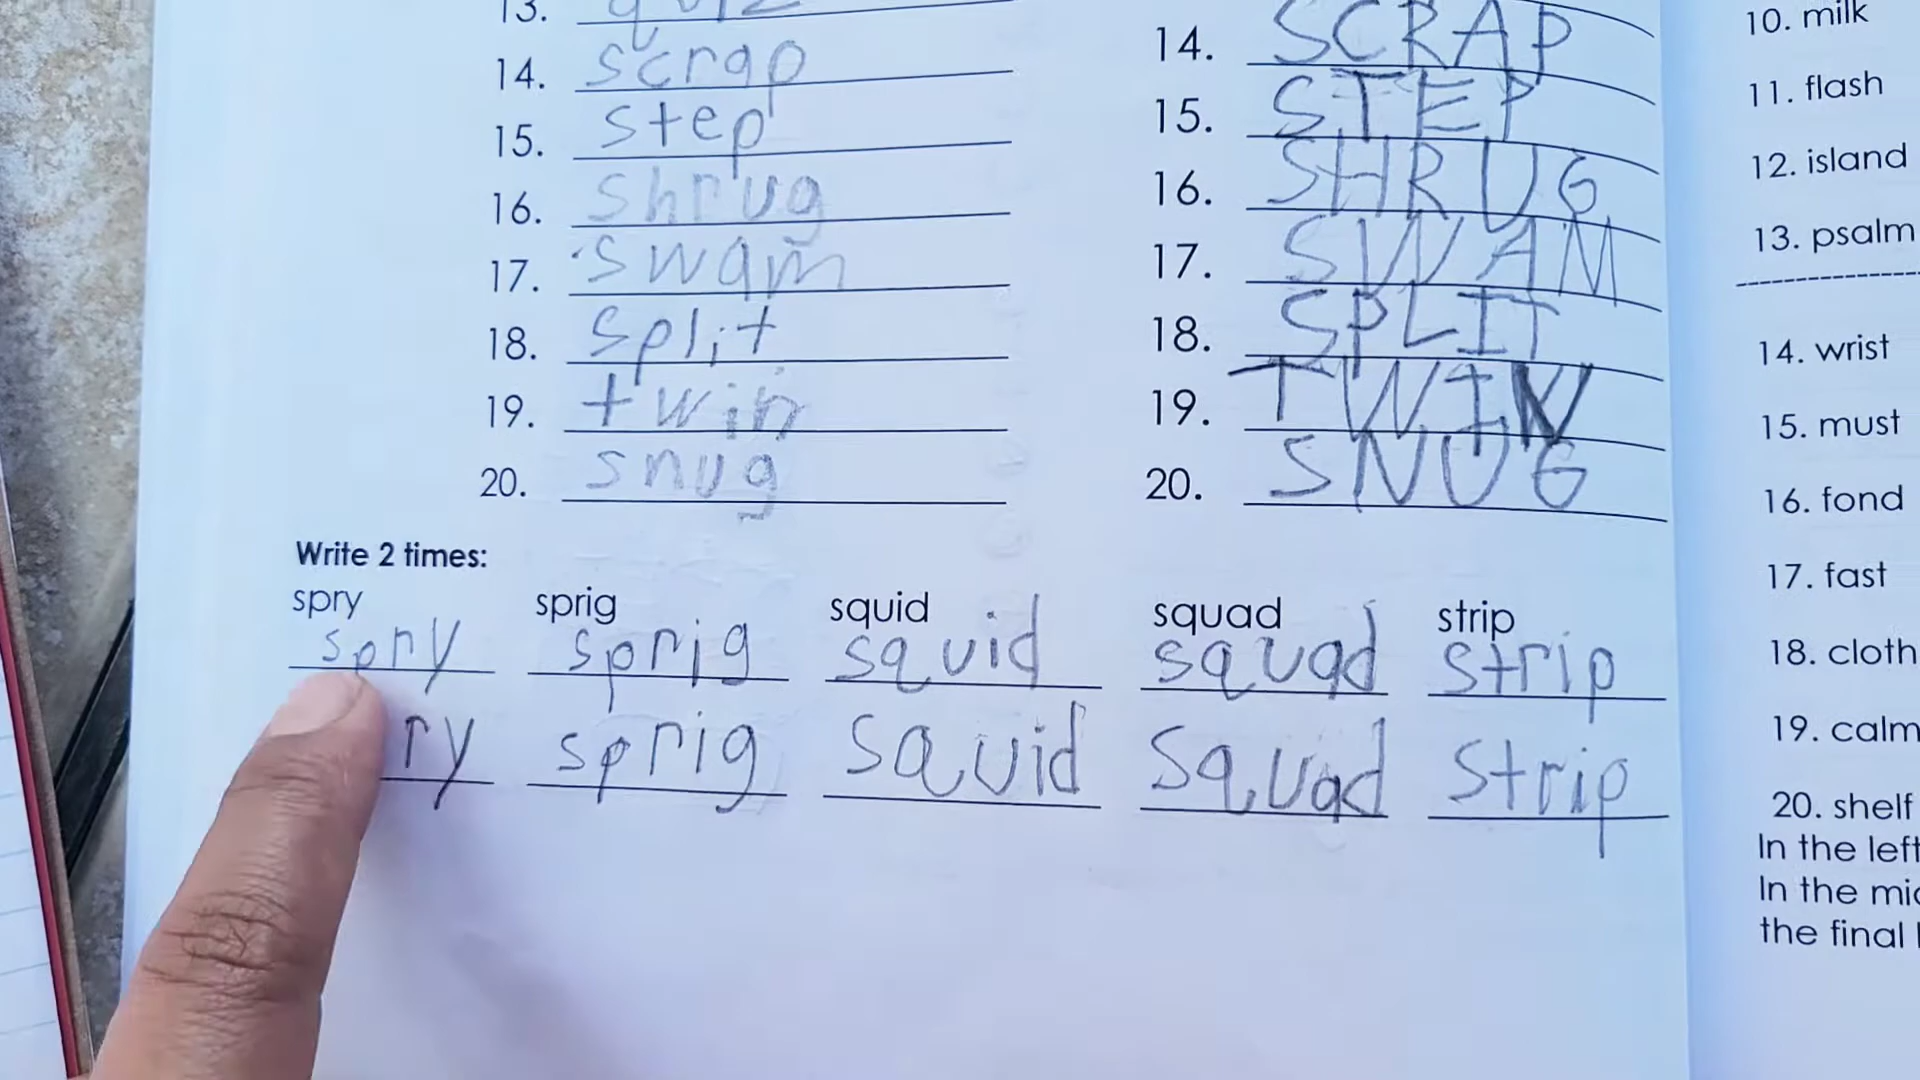 13. quiz
14. scrap
15. step
16. shrug
17. swam
18. split
19. twin
20. snug
14. SCRAP
15. STEP
16. SHRUG
17. SWAM
18. SPLIT
19. TWIN
20. SNUG
Write 2 times:
spry sprig squid squad strip
spry sprig squid squad strip
ry sprig squid squad strip
10. milk
11. flash
12. island
13. psalm
14. wrist
15. must
16. fond
17. fast
18. cloth
19. calm
20. shelf
In the left
In the
the final